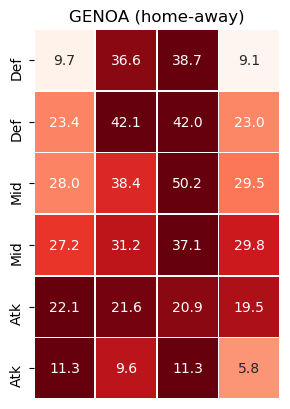 GENOA (home-away)
Def 9.7 36.6 38.7 9.1
Def 23.4 42.1 42.0 23.0
Mid 28.0 38.4 50.2 29.5
Mid 27.2 31.2 37.1 29.8
Atk 22.1 21.6 20.9 19.5
Atk 11.3 9.6 11.3 5.8